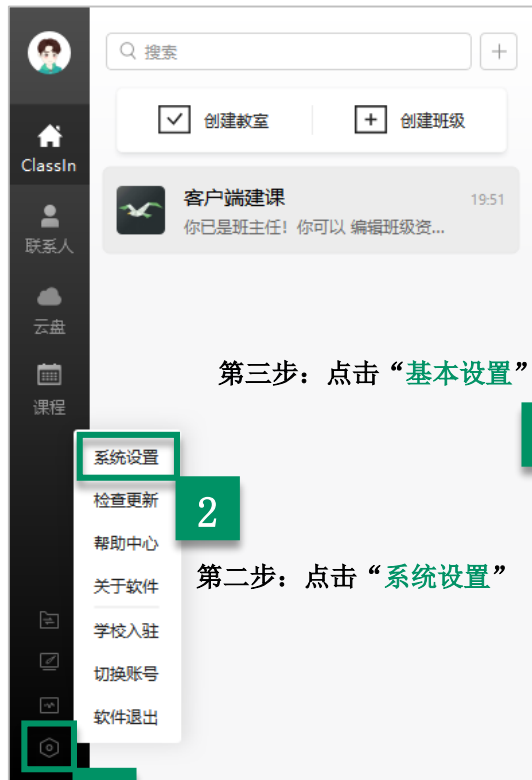 搜索
创建教室
创建班级
ClassIn
客户端建课
19:51
你已是班主任！你可以 编辑班级资...
联系人
云盘
第三步：点击“基本设置”
课程
系统设置
检查更新
2
帮助中心
第二步：点击“系统设置”
关于软件
学校入驻
切换账号
软件退出